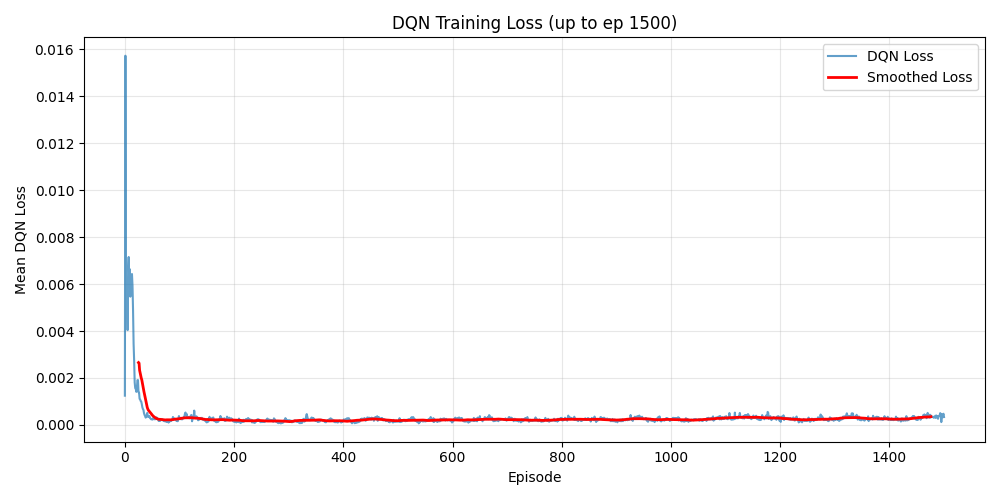 DQN Training Loss (up to ep 1500)
DQN Loss
Smoothed Loss
Mean DQN Loss
0.016
0.014
0.012
0.010
0.008
0.006
0.004
0.002
0.000
0 200 400 600 800 1000 1200 1400
Episode